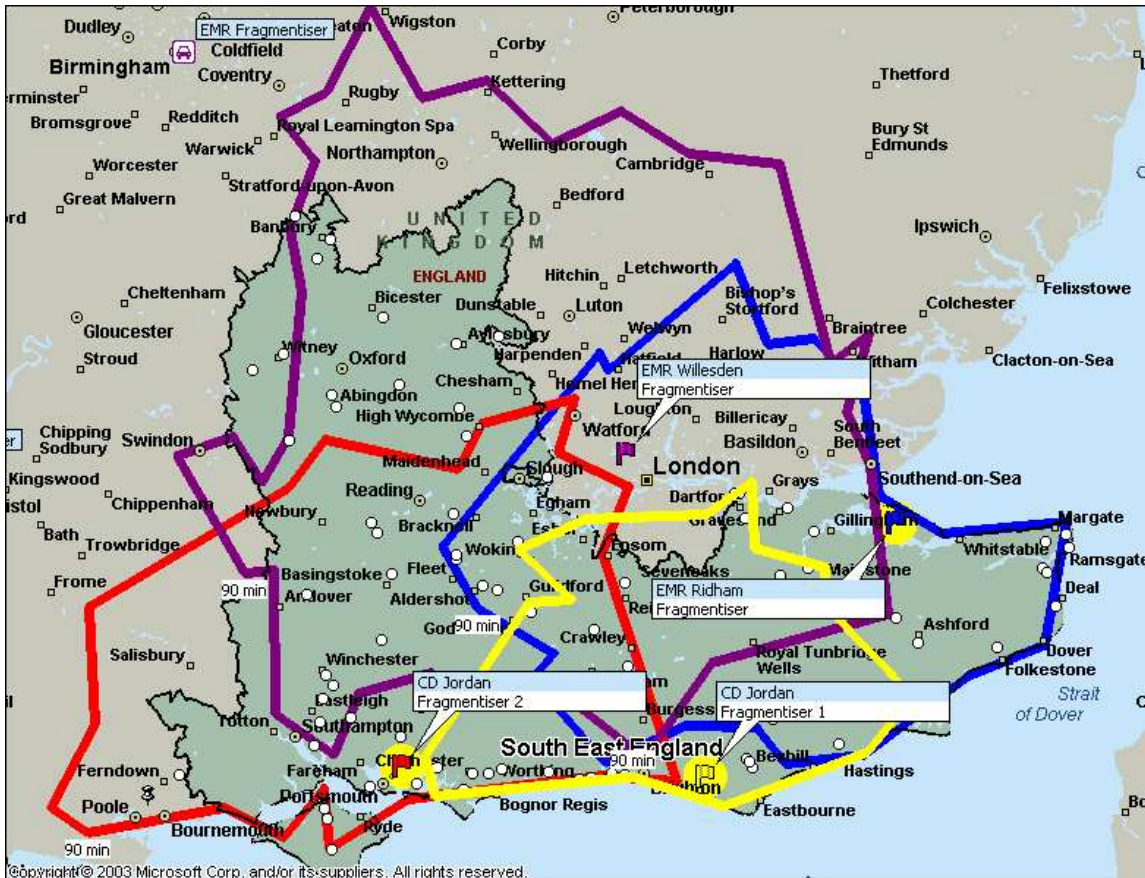 Dudley
EMR Fragmentiser
Wigston
Peterborough
Coldfield
Corby
Birmingham
Coventry
Kettering
Thetford
Rugby
Bromsgrove
Redditch
Royal Leamington Spa
Bury St
Edmunds
Warwick
Wellingborough
Northampton
Worcester
Cambridge
Stratford-upon-Avon
Great Malvern
Bedford
UNITED
KINGDOM
Banbury
Ipswich
ENGLAND
Hitchin
Letchworth
Felixstowe
Cheltenham
Bicester
Dunstable
Luton
Bishop's
Stortford
Colchester
Gloucester
Aylesbury
Welwyn
Braintree
Stroud
Witney
Oxford
Harpenden
Hatfield
Harlow
Witham
Clacton-on-Sea
Chesham
EMR Willesden
Fragmentiser
Abingdon
High Wycombe
Loughton
Billericay
Chipping
Sodbury
Swindon
Watford
South
Benfleet
Basildon
Maidenhead
Slough
London
Southend-on-Sea
Kingswood
Chippenham
Reading
Dartford
Grays
Newbury
Egham
Gravesend
Gillingham
Margate
Bath
Bracknell
Trowbridge
Woking
Epsom
Whitstable
Ramsgate
Frome
Basingstoke
Fleet
Guildford
Sevenoaks
Maidstone
90 min
Andover
Aldershot
EMR Ridham
Fragmentiser
Deal
90 min
Crawley
Ashford
Salisbury
Winchester
Royal Tunbridge
Wells
Dover
Folkestone
Eastleigh
CD Jordan
Fragmentiser 2
CD Jordan
Fragmentiser 1
Strait
of Dover
Totton
Southampton
Burgess
South East England
Bexhill
Ferndown
Fareham
Chichester
Worthing
90 min
Brighton
Hastings
Poole
Portsmouth
Bognor Regis
Eastbourne
Bournemouth
Ryde
90 min
Copyright © 2003 Microsoft Corp. and/or its suppliers. All rights reserved.